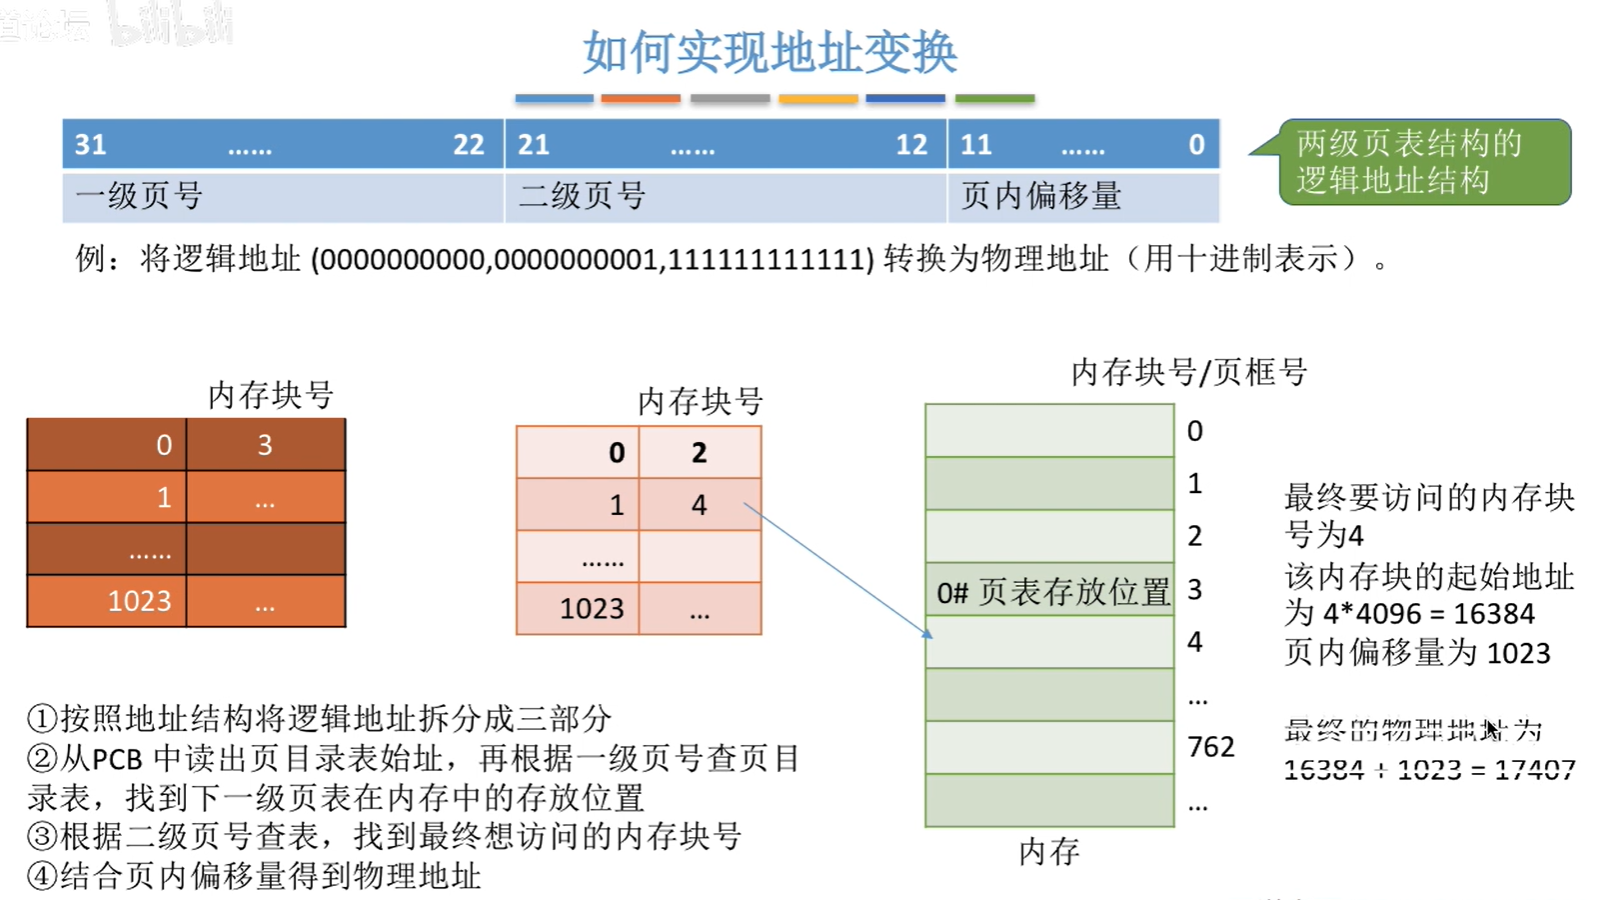 bilibili
如何实现地址变换
31 …… 22 21 …… 12 11 …… 0
一级页号 二级页号 页内偏移量
两级页表结构的
逻辑地址结构
例：将逻辑地址 (0000000000,0000000001,111111111111) 转换为物理地址（用十进制表示）。
内存块号
0 3
1 …
……
1023 …
内存块号
0 2
1 4
……
1023 …
内存块号/页框号
0
1
2
0# 页表存放位置 3
4
…
762
…
内存
最终要访问的内存块
号为4
该内存块的起始地址
为 4*4096 = 16384
页内偏移量为 1023
最终的物理地址为
16384 + 1023 = 17407
①按照地址结构将逻辑地址拆分成三部分
②从PCB 中读出页目录表始址，再根据一级页号查页目
录表，找到下一级页表在内存中的存放位置
③根据二级页号查表，找到最终想访问的内存块号
④结合页内偏移量得到物理地址